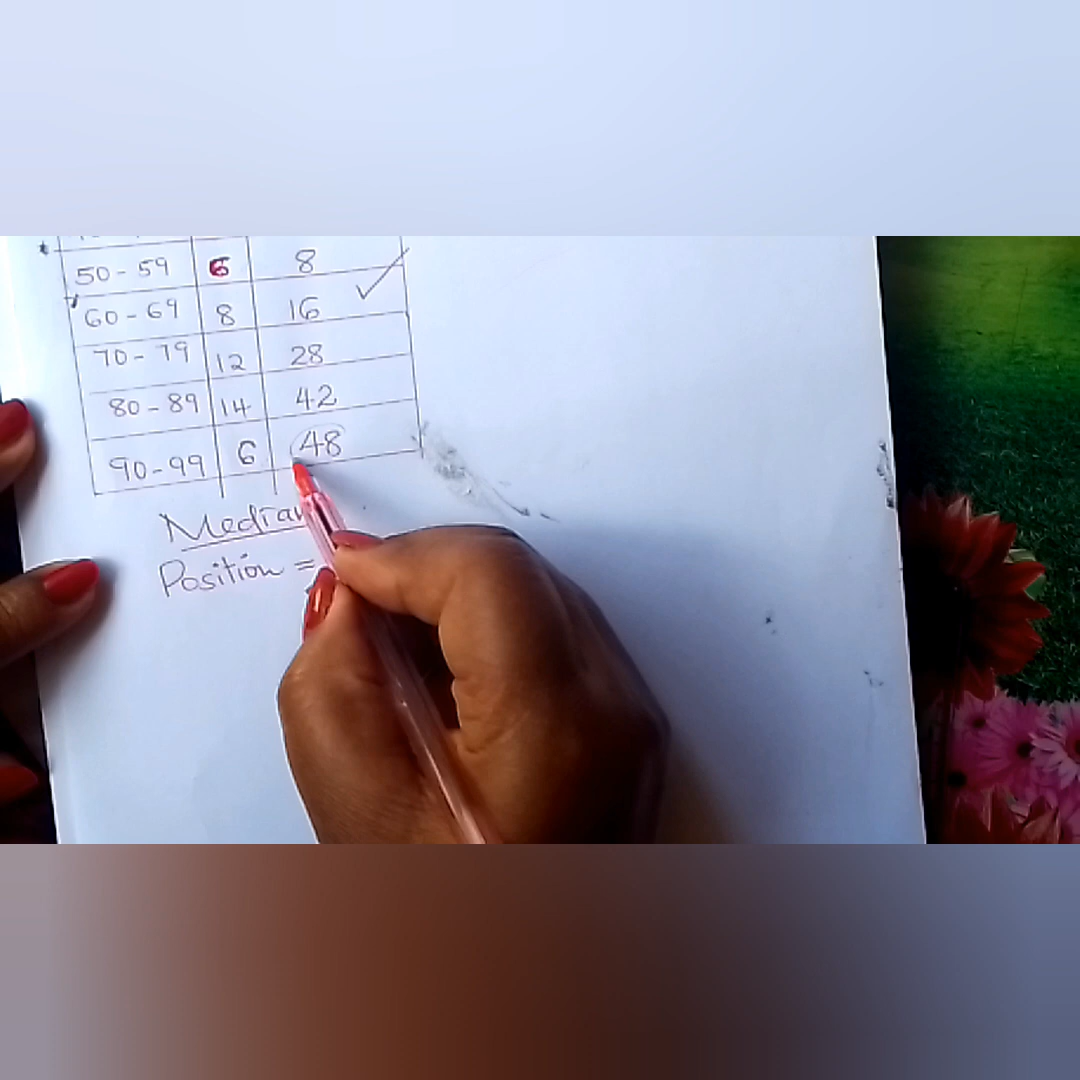 50-59 6 8
60-69 8 16
70-79 12 28
80-89 14 42
90-99 6 48
Median
Position =